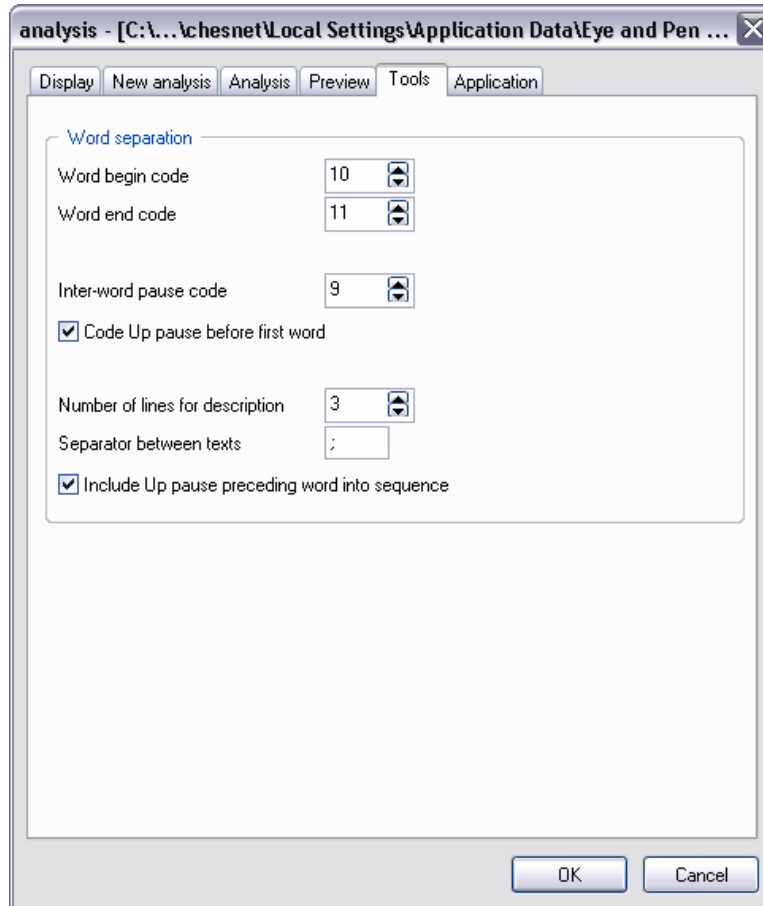 analysis - [C:\...\chesnet\Local Settings\Application Data\Eye and Pen ...
Display New analysis Analysis Preview Tools Application
Word separation
Word begin code 10
Word end code 11
Inter-word pause code 9
Code Up pause before first word
Number of lines for description 3
Separator between texts ;
Include Up pause preceding word into sequence
OK Cancel